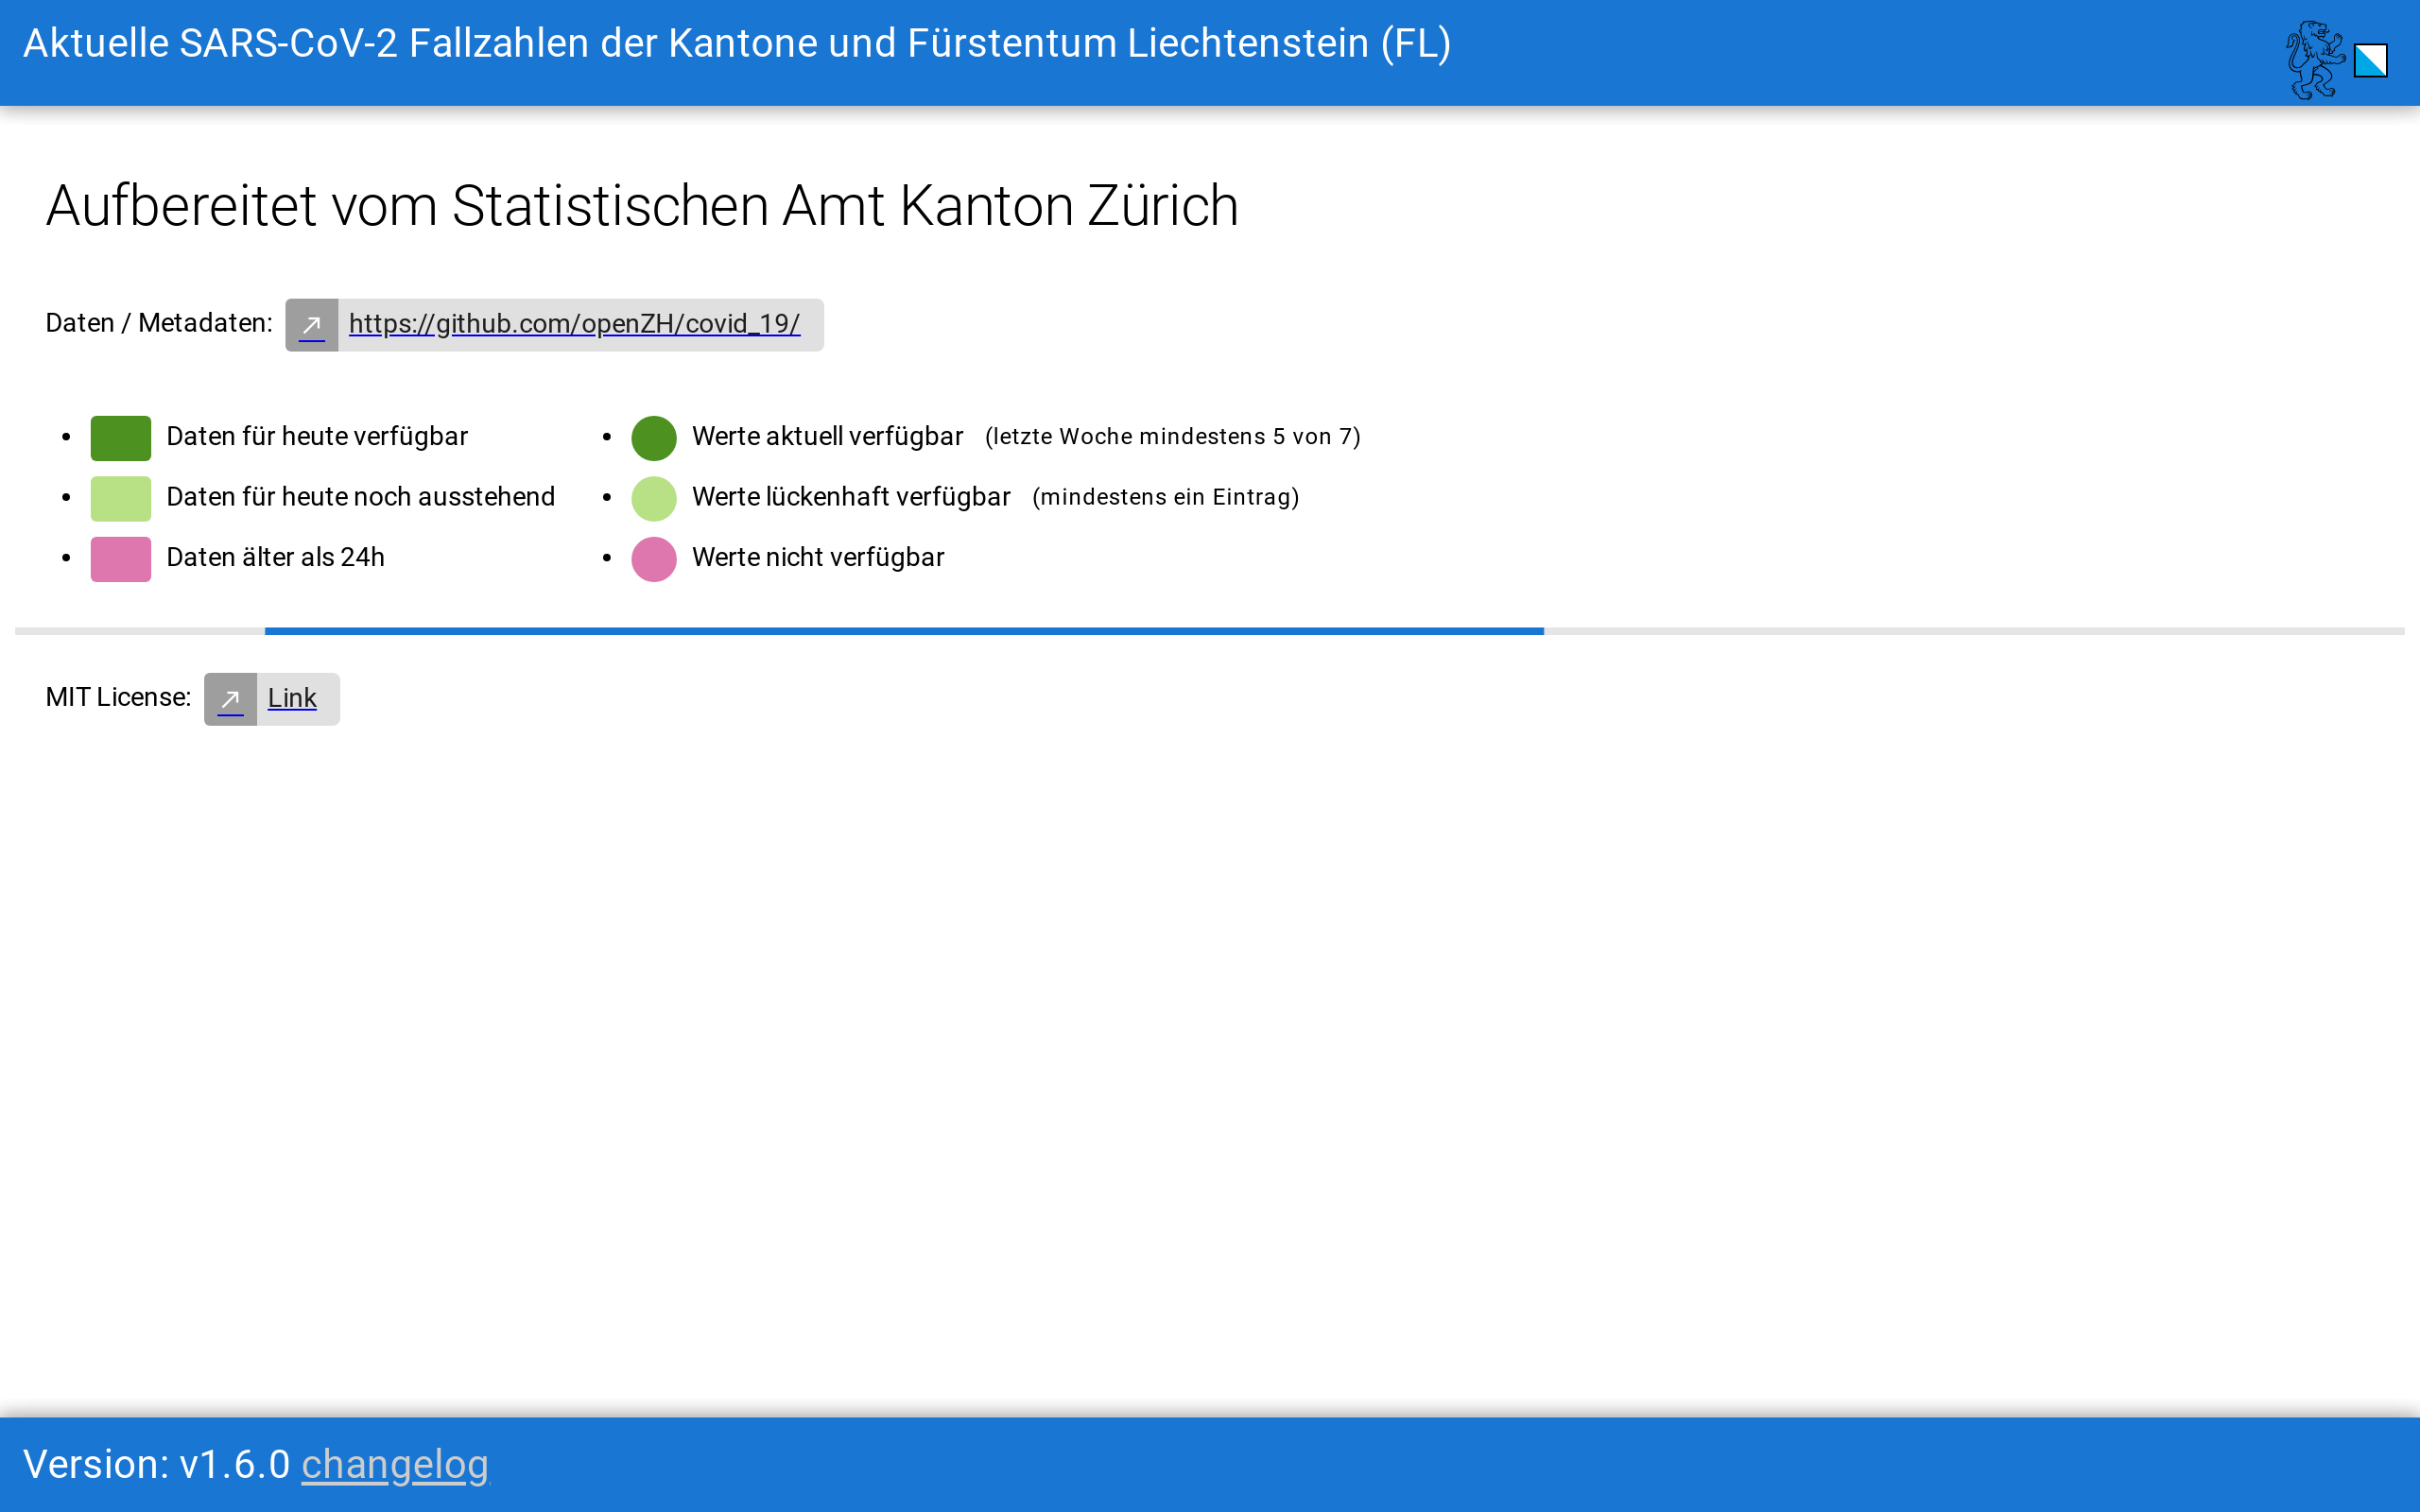 Aktuelle SARS-CoV-2 Fallzahlen der Kantone und Fürstentum Liechtenstein (FL)
Aufbereitet vom Statistischen Amt Kanton Zürich
Daten / Metadaten: https://github.com/openZH/covid_19/
Daten für heute verfügbar
Daten für heute noch ausstehend
Daten älter als 24h
Werte aktuell verfügbar (letzte Woche mindestens 5 von 7)
Werte lückenhaft verfügbar (mindestens ein Eintrag)
Werte nicht verfügbar
MIT License: Link
Version: v1.6.0 changelog